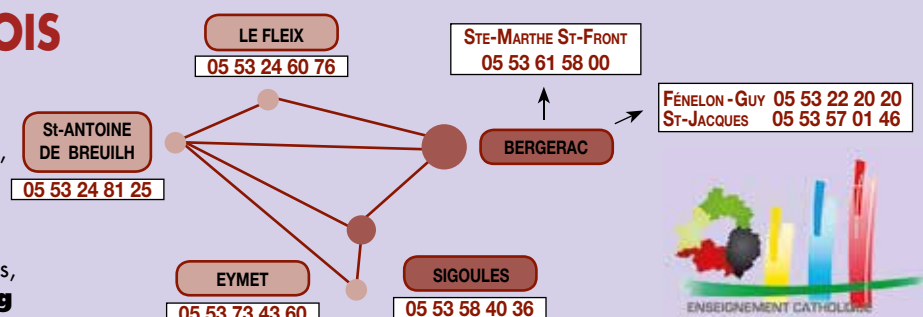 OIS
LE FLEIX
05 53 24 60 76
STE-MARTHE ST-FRONT
05 53 61 58 00
FÉNELON - GUY 05 53 22 20 20
ST-JACQUES 05 53 57 01 46
St-ANTOINE
DE BREUILH
05 53 24 81 25
,
BERGERAC
s,
g
EYMET
05 53 73 43 60
SIGOULES
05 53 58 40 36
ENSEIGNEMENT CATHOLIQUE